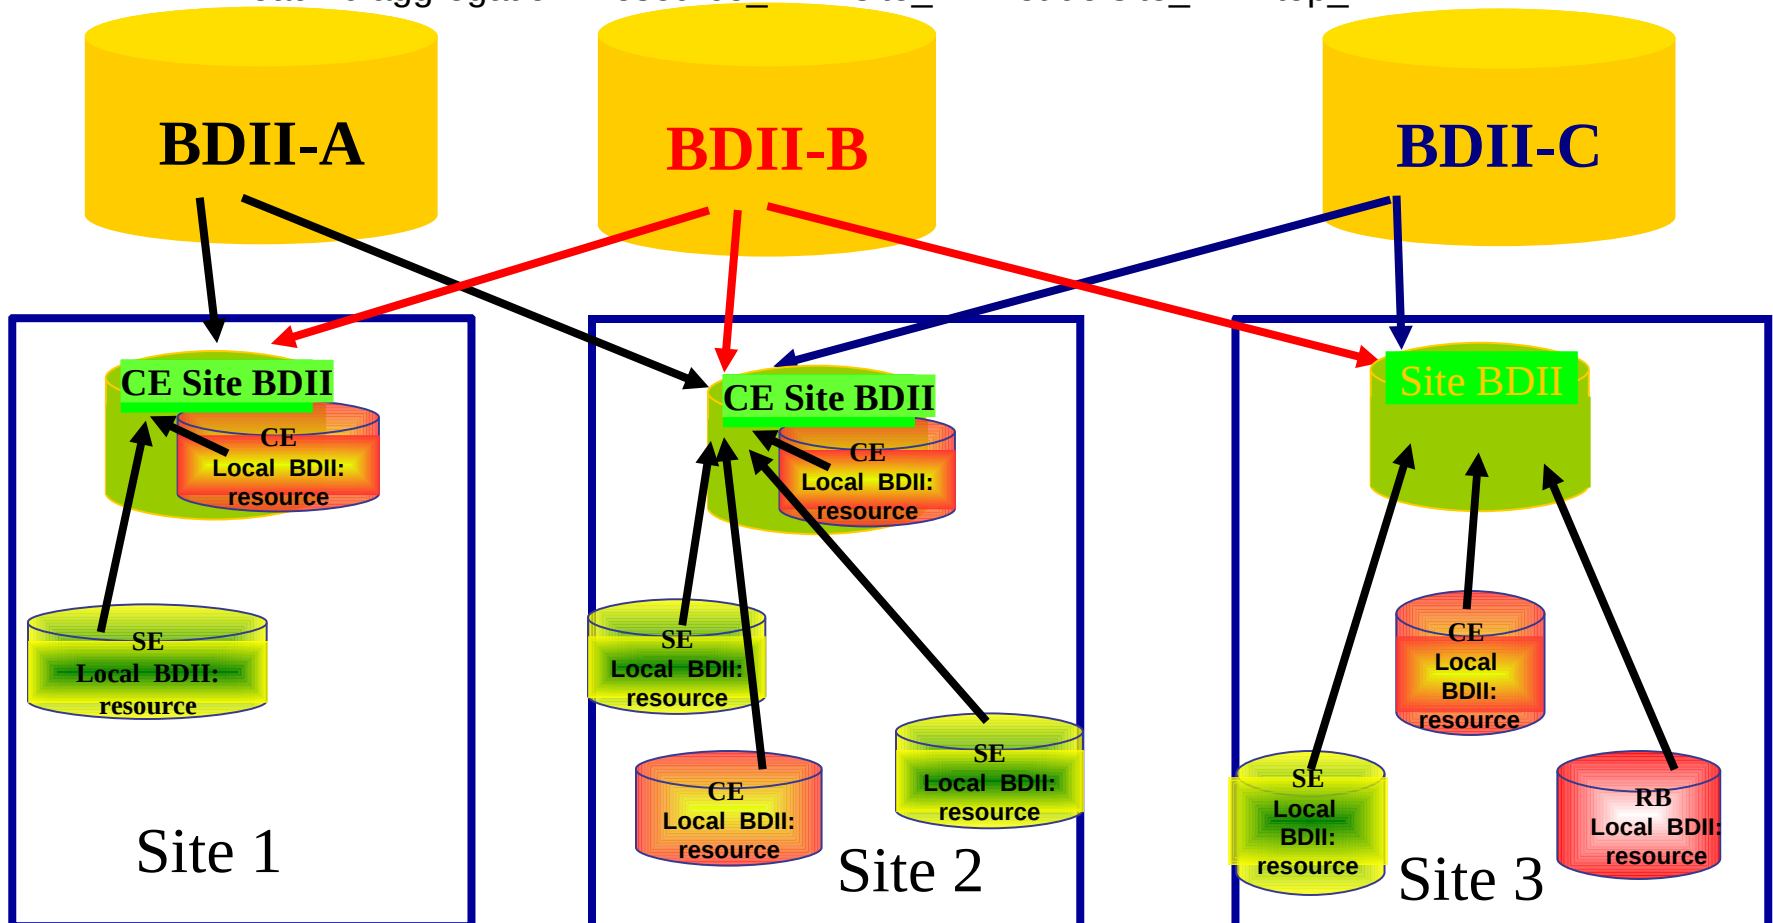 BDII-A
BDII-B
BDII-C
CE Site BDII
CE
Local BDII:
resource
SE
Local BDII:
resource
Site 1
CE Site BDII
CE
Local BDII:
resource
SE
Local BDII:
resource
CE
Local BDII:
resource
SE
Local BDII:
resource
Site 2
Site BDII
CE
Local
BDII:
resource
SE
Local
BDII:
resource
RB
Local BDII:
resource
Site 3